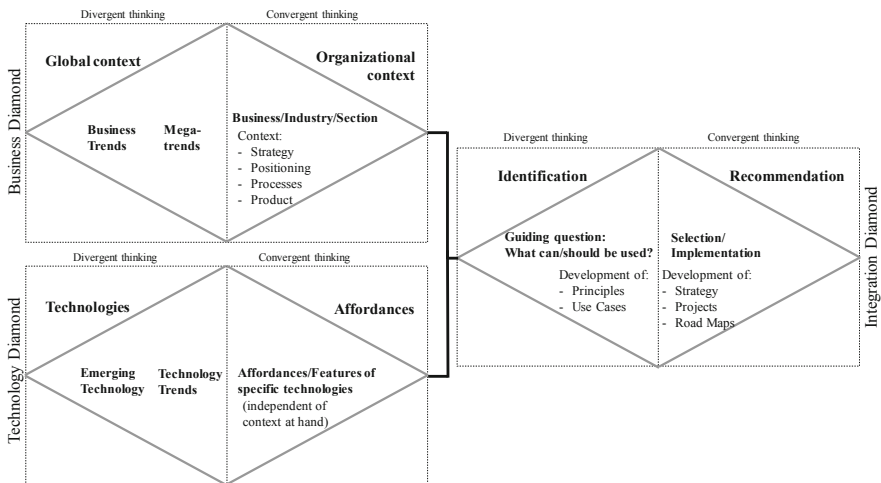 Divergent thinking
Convergent thinking
Business Diamond
Global context
Organizational
context
Business
Trends
Mega-
trends
Business/Industry/Section
Context:
- Strategy
- Positioning
- Processes
- Product
Divergent thinking
Convergent thinking
Technology Diamond
Technologies
Affordances
Emerging
Technology
Technology
Trends
Affordances/Features of
specific technologies
(independent of
context at hand)
Divergent thinking
Convergent thinking
Integration Diamond
Identification
Recommendation
Guiding question:
What can/should be used?
Development of:
- Principles
- Use Cases
Selection/
Implementation
Development of:
- Strategy
- Projects
- Road Maps